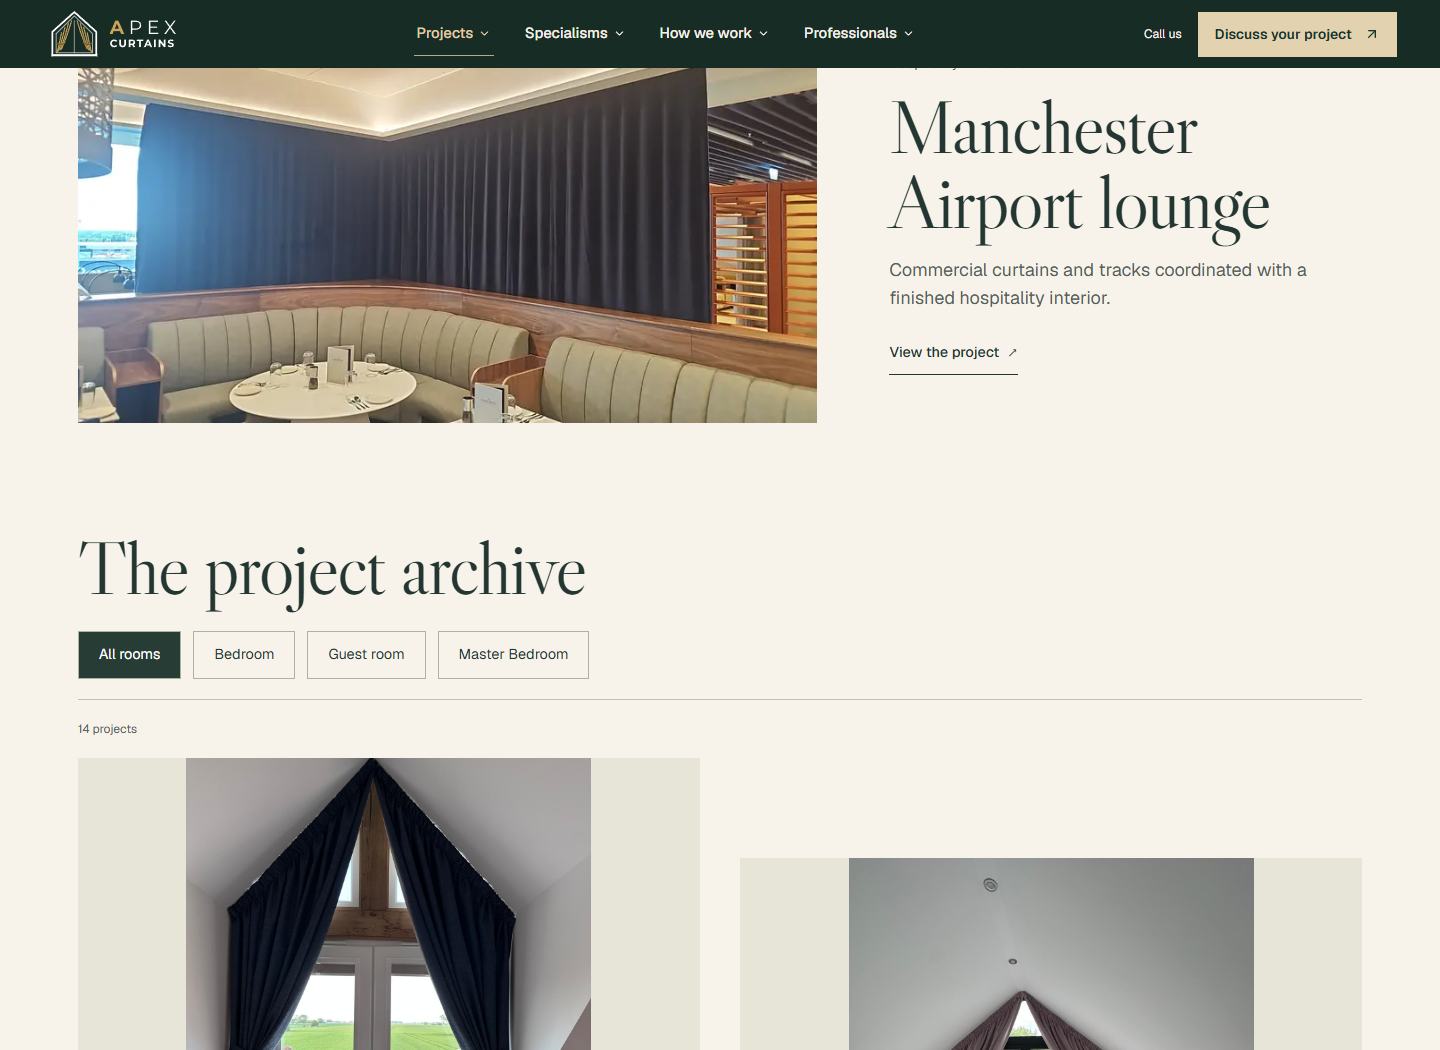 APEX
CURTAINS
Projects
Specialisms
How we work
Professionals
Call us
Discuss your project
Manchester
Airport lounge
Commercial curtains and tracks coordinated with a
finished hospitality interior.
View the project ↗
The project archive
All rooms
Bedroom
Guest room
Master Bedroom
14 projects